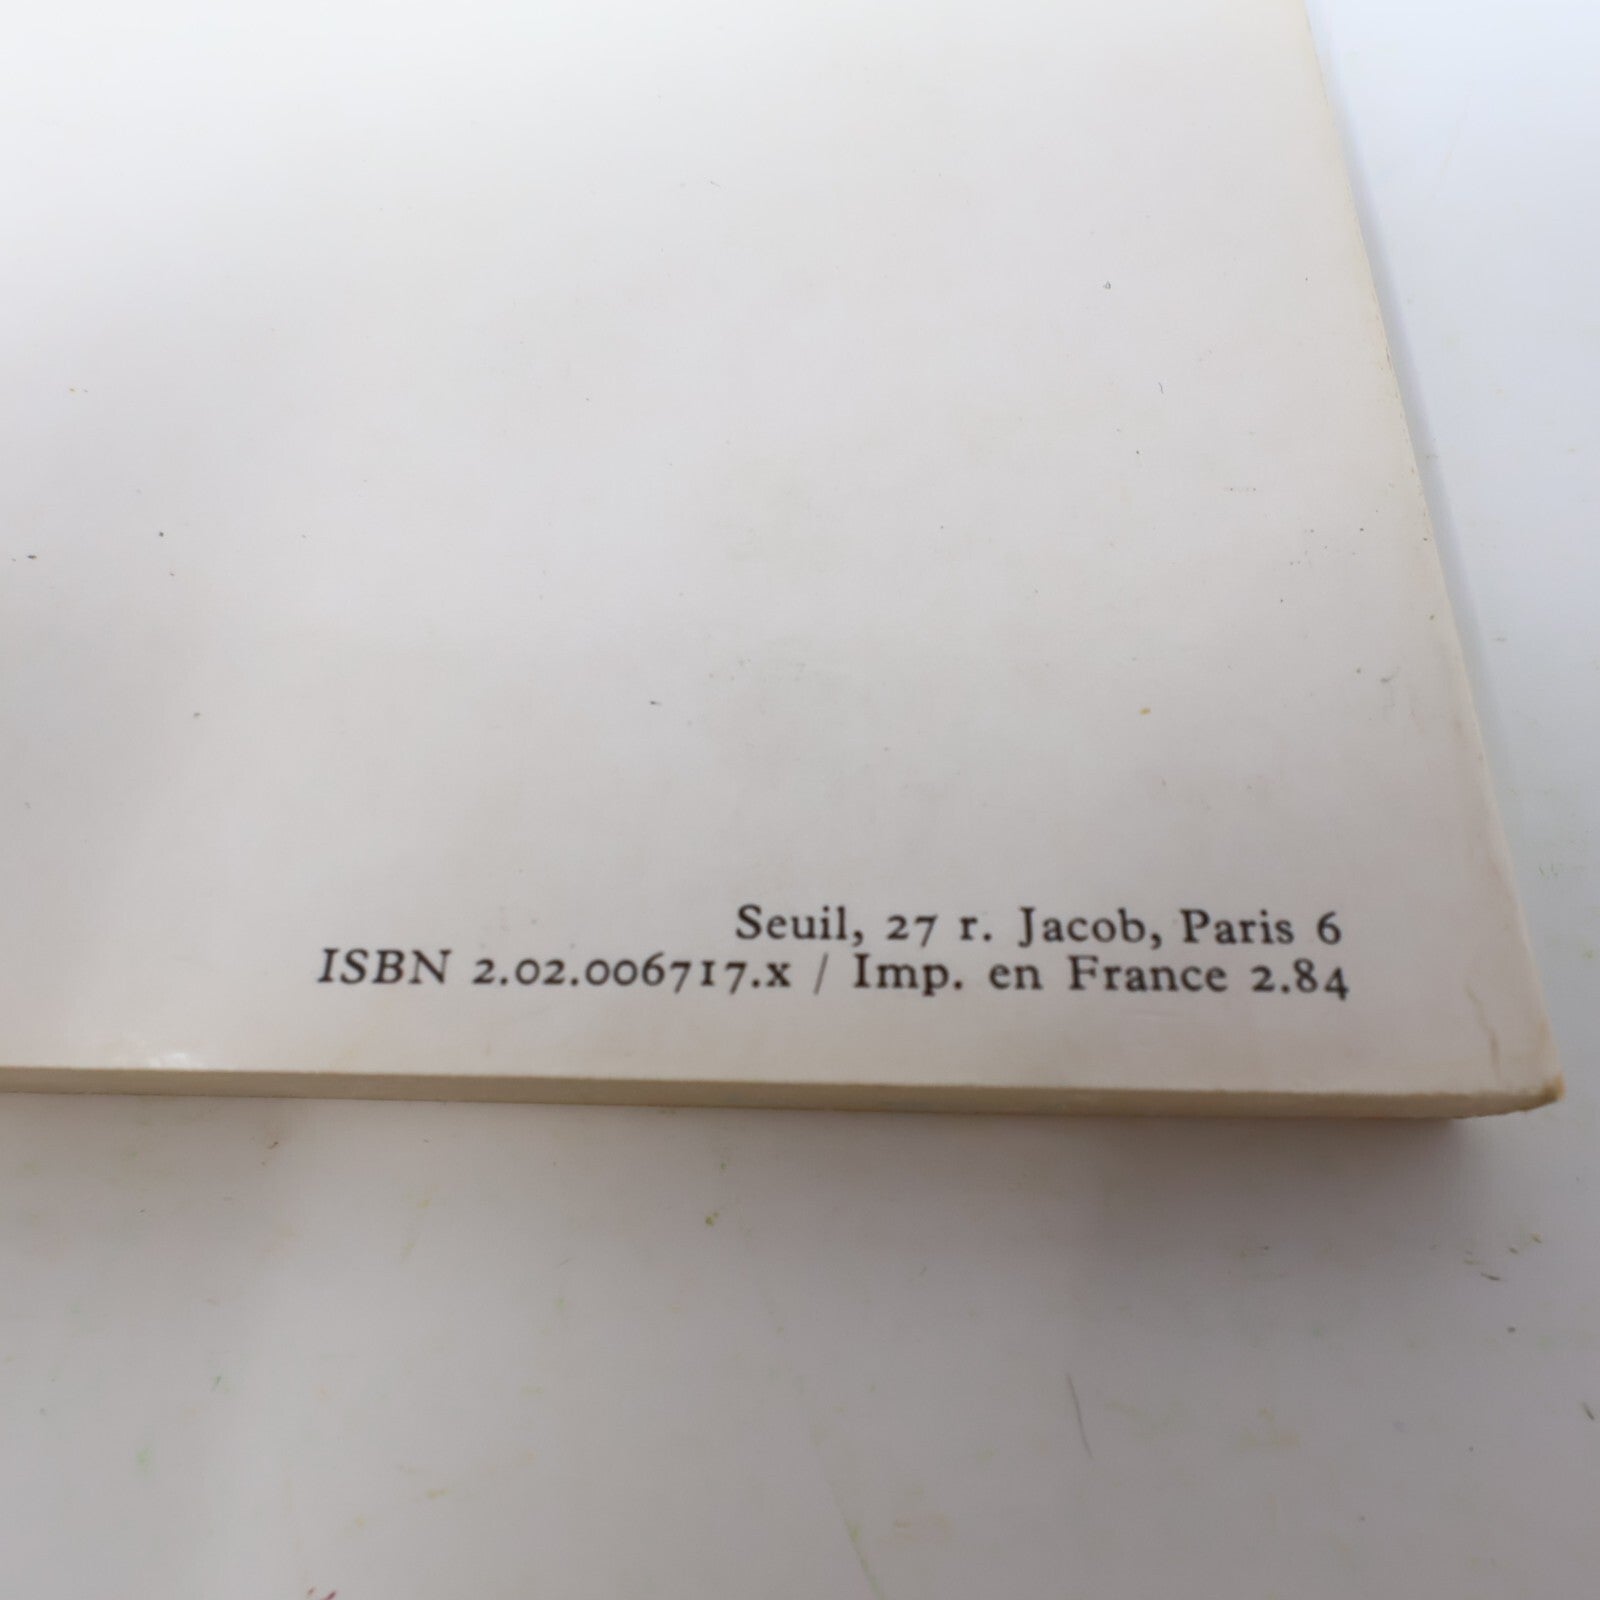 Seuil, 27 r. Jacob, Paris 6
ISBN 2.02.006717.x / Imp. en France 2.84